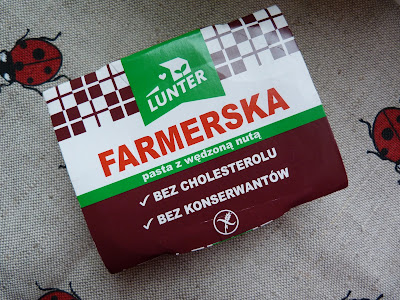 LUNTER
FARMERSKA
pasta z wędzoną nutą
✓ BEZ CHOLESTEROLU
✓ BEZ KONSERWANTÓW